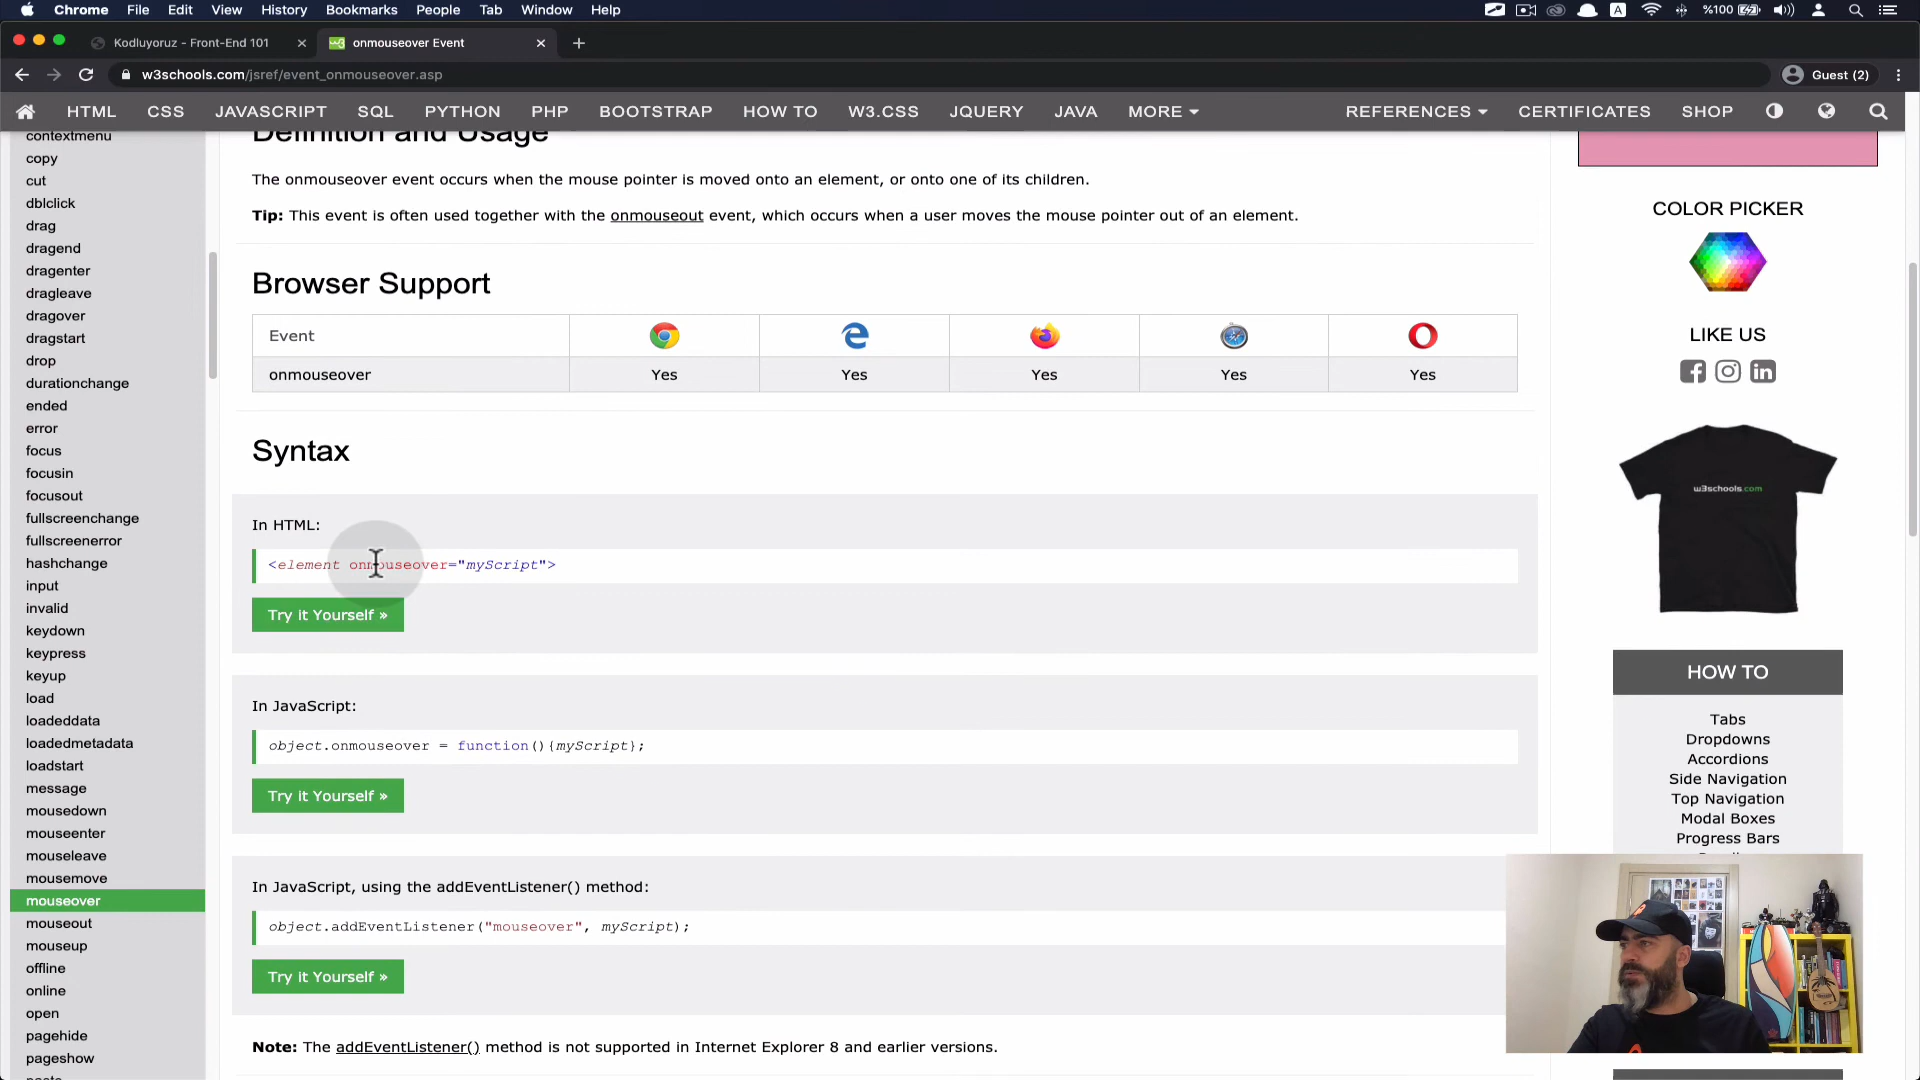 Chrome File Edit View History Bookmarks People Tab Window Help
A %100
Kodluyoruz - Front-End 101
onmouseover Event
w3schools.com/jsref/event_onmouseover.asp
Guest (2)
HTML CSS JAVASCRIPT SQL PYTHON PHP BOOTSTRAP HOW TO W3.CSS JQUERY JAVA MORE REFERENCES CERTIFICATES SHOP
contextmenu
copy
cut
dblclick
drag
dragend
dragenter
dragleave
dragover
dragstart
drop
durationchange
ended
error
focus
focusin
focusout
fullscreenchange
fullscreenerror
hashchange
input
invalid
keydown
keypress
keyup
load
loadeddata
loadedmetadata
loadstart
message
mousedown
mouseenter
mouseleave
mousemove
mouseover
mouseout
mouseup
offline
online
open
pagehide
pageshow
Definition and Usage
The onmouseover event occurs when the mouse pointer is moved onto an element, or onto one of its children.
Tip: This event is often used together with the onmouseout event, which occurs when a user moves the mouse pointer out of an element.
Browser Support
Event
onmouseover Yes Yes Yes Yes Yes
Syntax
In HTML:
<element onmouseover="myScript">
Try it Yourself »
In JavaScript:
object.onmouseover = function(){myScript};
Try it Yourself »
In JavaScript, using the addEventListener() method:
object.addEventListener("mouseover", myScript);
Try it Yourself »
Note: The addEventListener() method is not supported in Internet Explorer 8 and earlier versions.
COLOR PICKER
LIKE US
w3schools.com
HOW TO
Tabs
Dropdowns
Accordions
Side Navigation
Top Navigation
Modal Boxes
Progress Bars